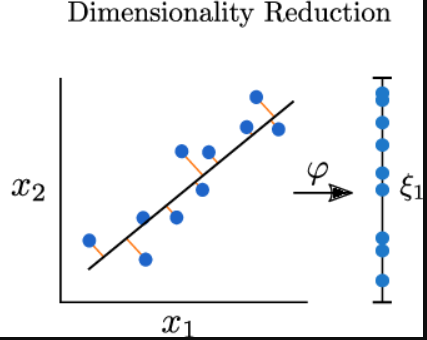 Dimensionality Reduction
x₂
φ
ξ₁
x₁